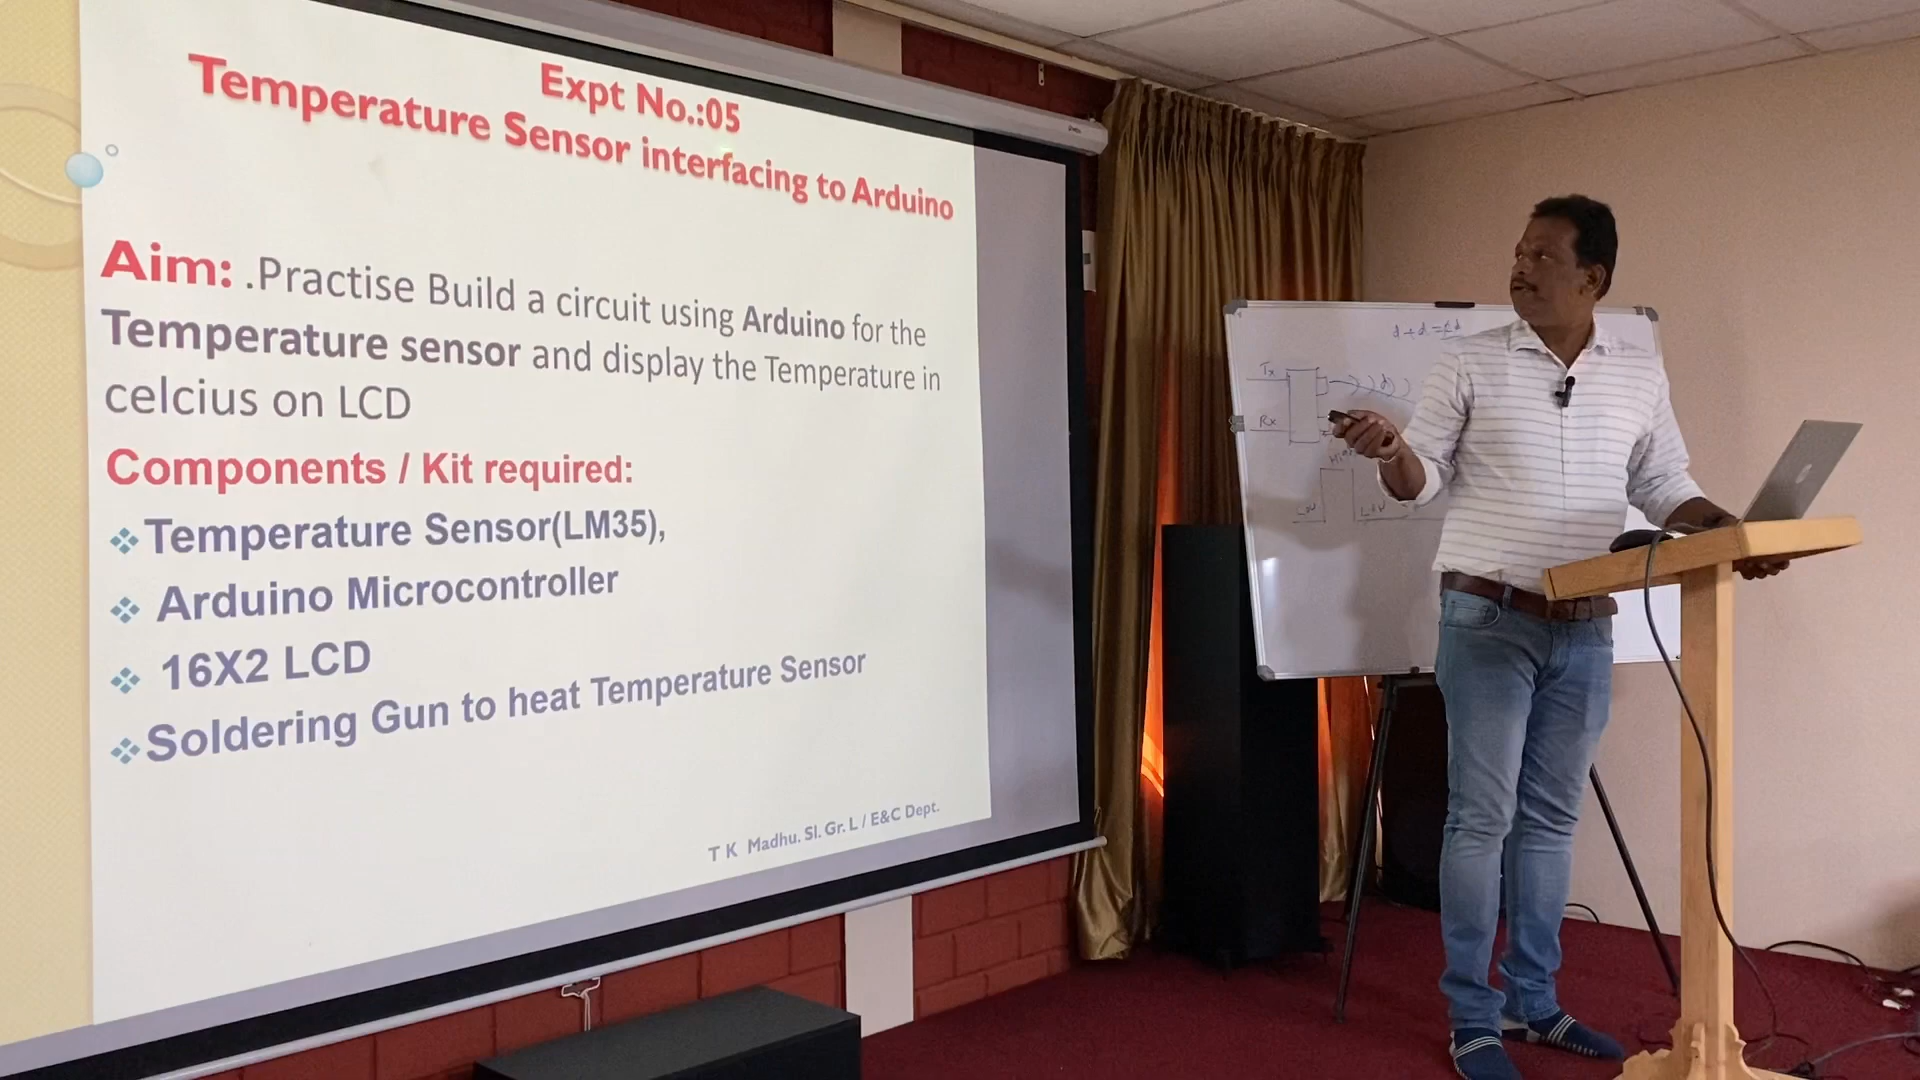 Expt No.:05
Temperature Sensor interfacing to Arduino
Aim: .Practise Build a circuit using Arduino for the
Temperature sensor and display the Temperature in
celcius on LCD
Components / Kit required:
Temperature Sensor(LM35),
Arduino Microcontroller
16X2 LCD
Soldering Gun to heat Temperature Sensor
T K Madhu. Sl. Gr. L / E&C Dept.
Tx
Rx
Low
Low